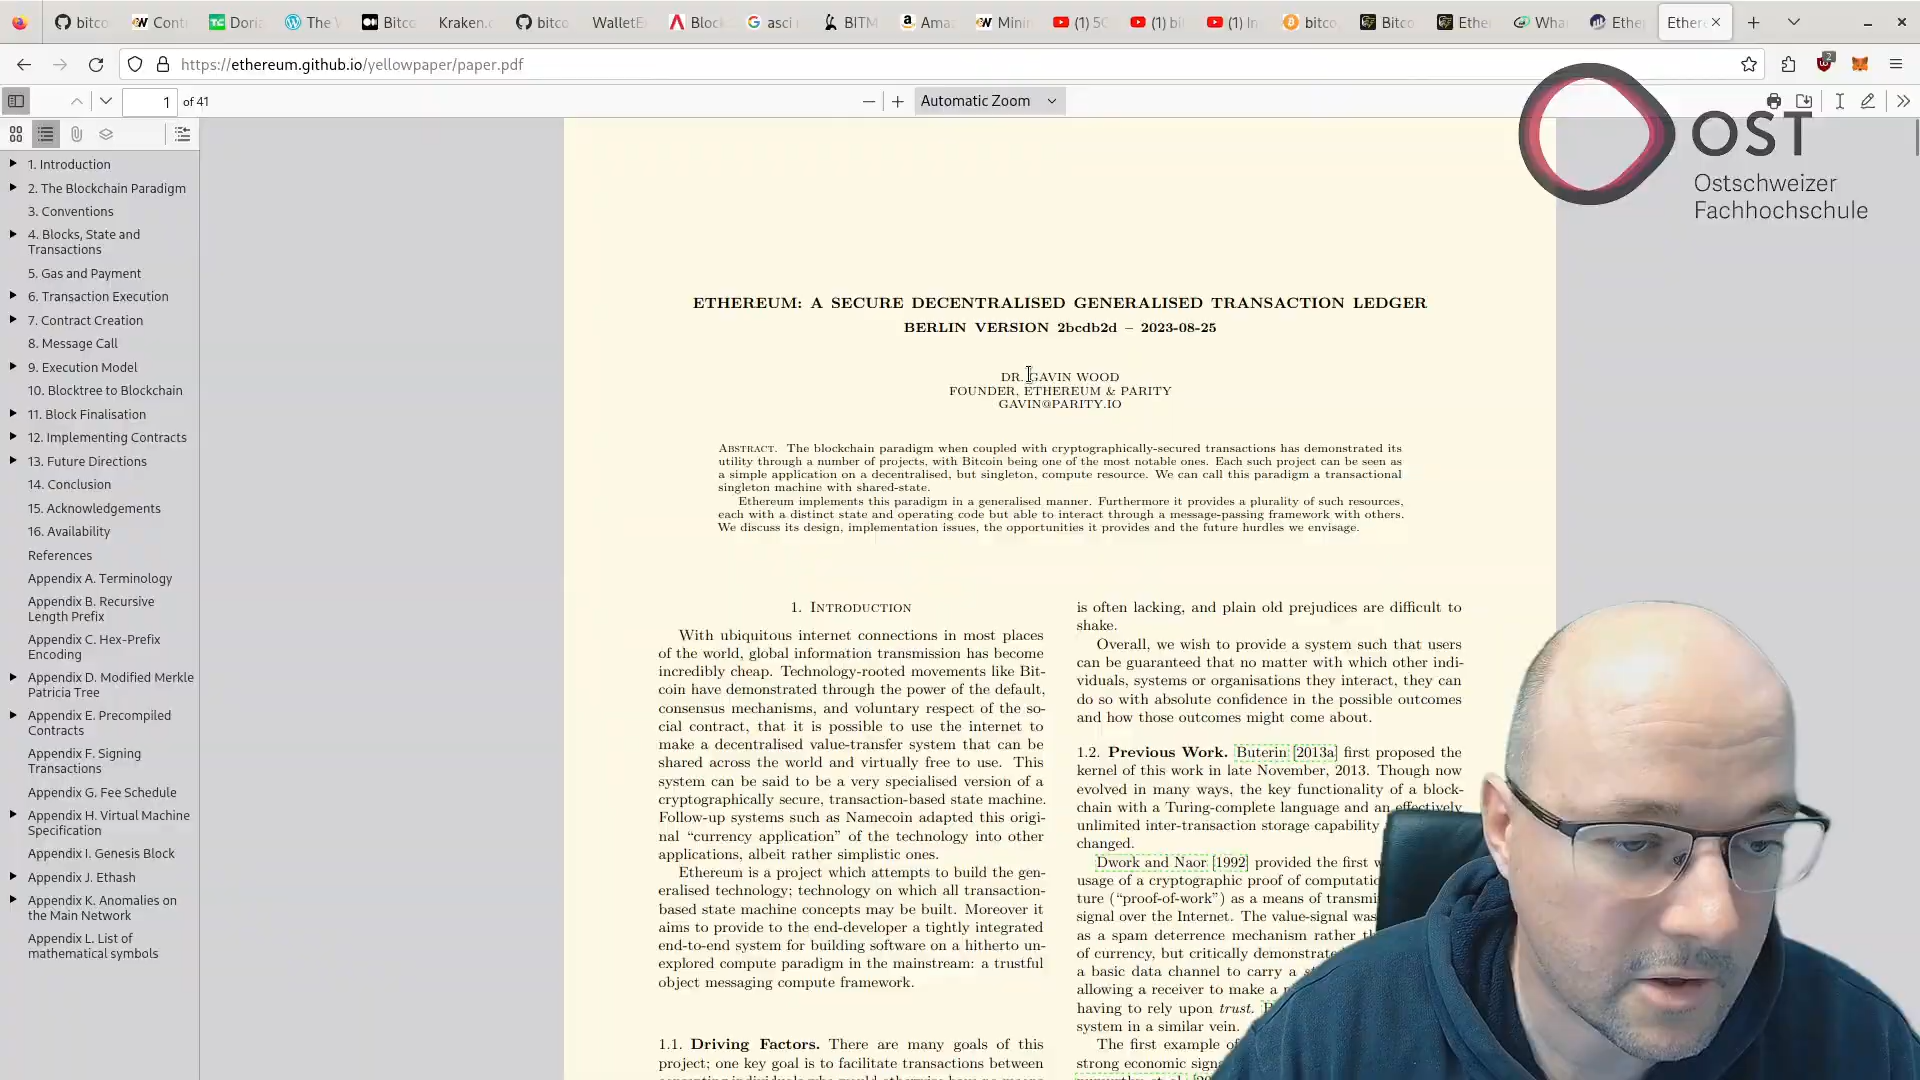 bitco
Cont
Dori
The V
Bitco
Kraken.c
bitco
WalletE
Block
asci
BITM
Ama
Minin
(1) 5C
(1) bi
(1) In
bitco
Bitco
Ether
Wha
Ethe
Ether
https://ethereum.github.io/yellowpaper/paper.pdf
2
1 of 41
Automatic Zoom
OST
Ostschweizer
Fachhochschule
1. Introduction
2. The Blockchain Paradigm
3. Conventions
4. Blocks, State and
Transactions
5. Gas and Payment
6. Transaction Execution
7. Contract Creation
8. Message Call
9. Execution Model
10. Blocktree to Blockchain
11. Block Finalisation
12. Implementing Contracts
13. Future Directions
14. Conclusion
15. Acknowledgements
16. Availability
References
Appendix A. Terminology
Appendix B. Recursive
Length Prefix
Appendix C. Hex-Prefix
Encoding
Appendix D. Modified Merkle
Patricia Tree
Appendix E. Precompiled
Contracts
Appendix F. Signing
Transactions
Appendix G. Fee Schedule
Appendix H. Virtual Machine
Specification
Appendix I. Genesis Block
Appendix J. Ethash
Appendix K. Anomalies on
the Main Network
Appendix L. List of
mathematical symbols
ETHEREUM: A SECURE DECENTRALISED GENERALISED TRANSACTION LEDGER
BERLIN VERSION 2bcdb2d – 2023-08-25
DR. GAVIN WOOD
FOUNDER, ETHEREUM & PARITY
GAVIN@PARITY.IO
Abstract. The blockchain paradigm when coupled with cryptographically-secured transactions has demonstrated its
utility through a number of projects, with Bitcoin being one of the most notable ones. Each such project can be seen as
a simple application on a decentralised, but singleton, compute resource. We can call this paradigm a transactional
singleton machine with shared-state.
Ethereum implements this paradigm in a generalised manner. Furthermore it provides a plurality of such resources,
each with a distinct state and operating code but able to interact through a message-passing framework with others.
We discuss its design, implementation issues, the opportunities it provides and the future hurdles we envisage.
1. Introduction
With ubiquitous internet connections in most places
of the world, global information transmission has become
incredibly cheap. Technology-rooted movements like Bit-
coin have demonstrated through the power of the default,
consensus mechanisms, and voluntary respect of the so-
cial contract, that it is possible to use the internet to
make a decentralised value-transfer system that can be
shared across the world and virtually free to use. This
system can be said to be a very specialised version of a
cryptographically secure, transaction-based state machine.
Follow-up systems such as Namecoin adapted this origi-
nal “currency application” of the technology into other
applications, albeit rather simplistic ones.
Ethereum is a project which attempts to build the gen-
eralised technology; technology on which all transaction-
based state machine concepts may be built. Moreover it
aims to provide to the end-developer a tightly integrated
end-to-end system for building software on a hitherto un-
explored compute paradigm in the mainstream: a trustful
object messaging compute framework.
1.1. Driving Factors. There are many goals of this
project; one key goal is to facilitate transactions between
is often lacking, and plain old prejudices are difficult to
shake.
Overall, we wish to provide a system such that users
can be guaranteed that no matter with which other indi-
viduals, systems or organisations they interact, they can
do so with absolute confidence in the possible outcomes
and how those outcomes might come about.
1.2. Previous Work. Buterin [2013a] first proposed the
kernel of this work in late November, 2013. Though now
evolved in many ways, the key functionality of a block-
chain with a Turing-complete language and an effectively
unlimited inter-transaction storage capability
changed.
Dwork and Naor [1992] provided the first
usage of a cryptographic proof of computatio
ture (“proof-of-work”) as a means of transmi
signal over the Internet. The value-signal was
as a spam deterrence mechanism rather th
of currency, but critically demonstrate
a basic data channel to carry a
allowing a receiver to make a
having to rely upon trust.
system in a similar vein.
The first example of
strong economic sign